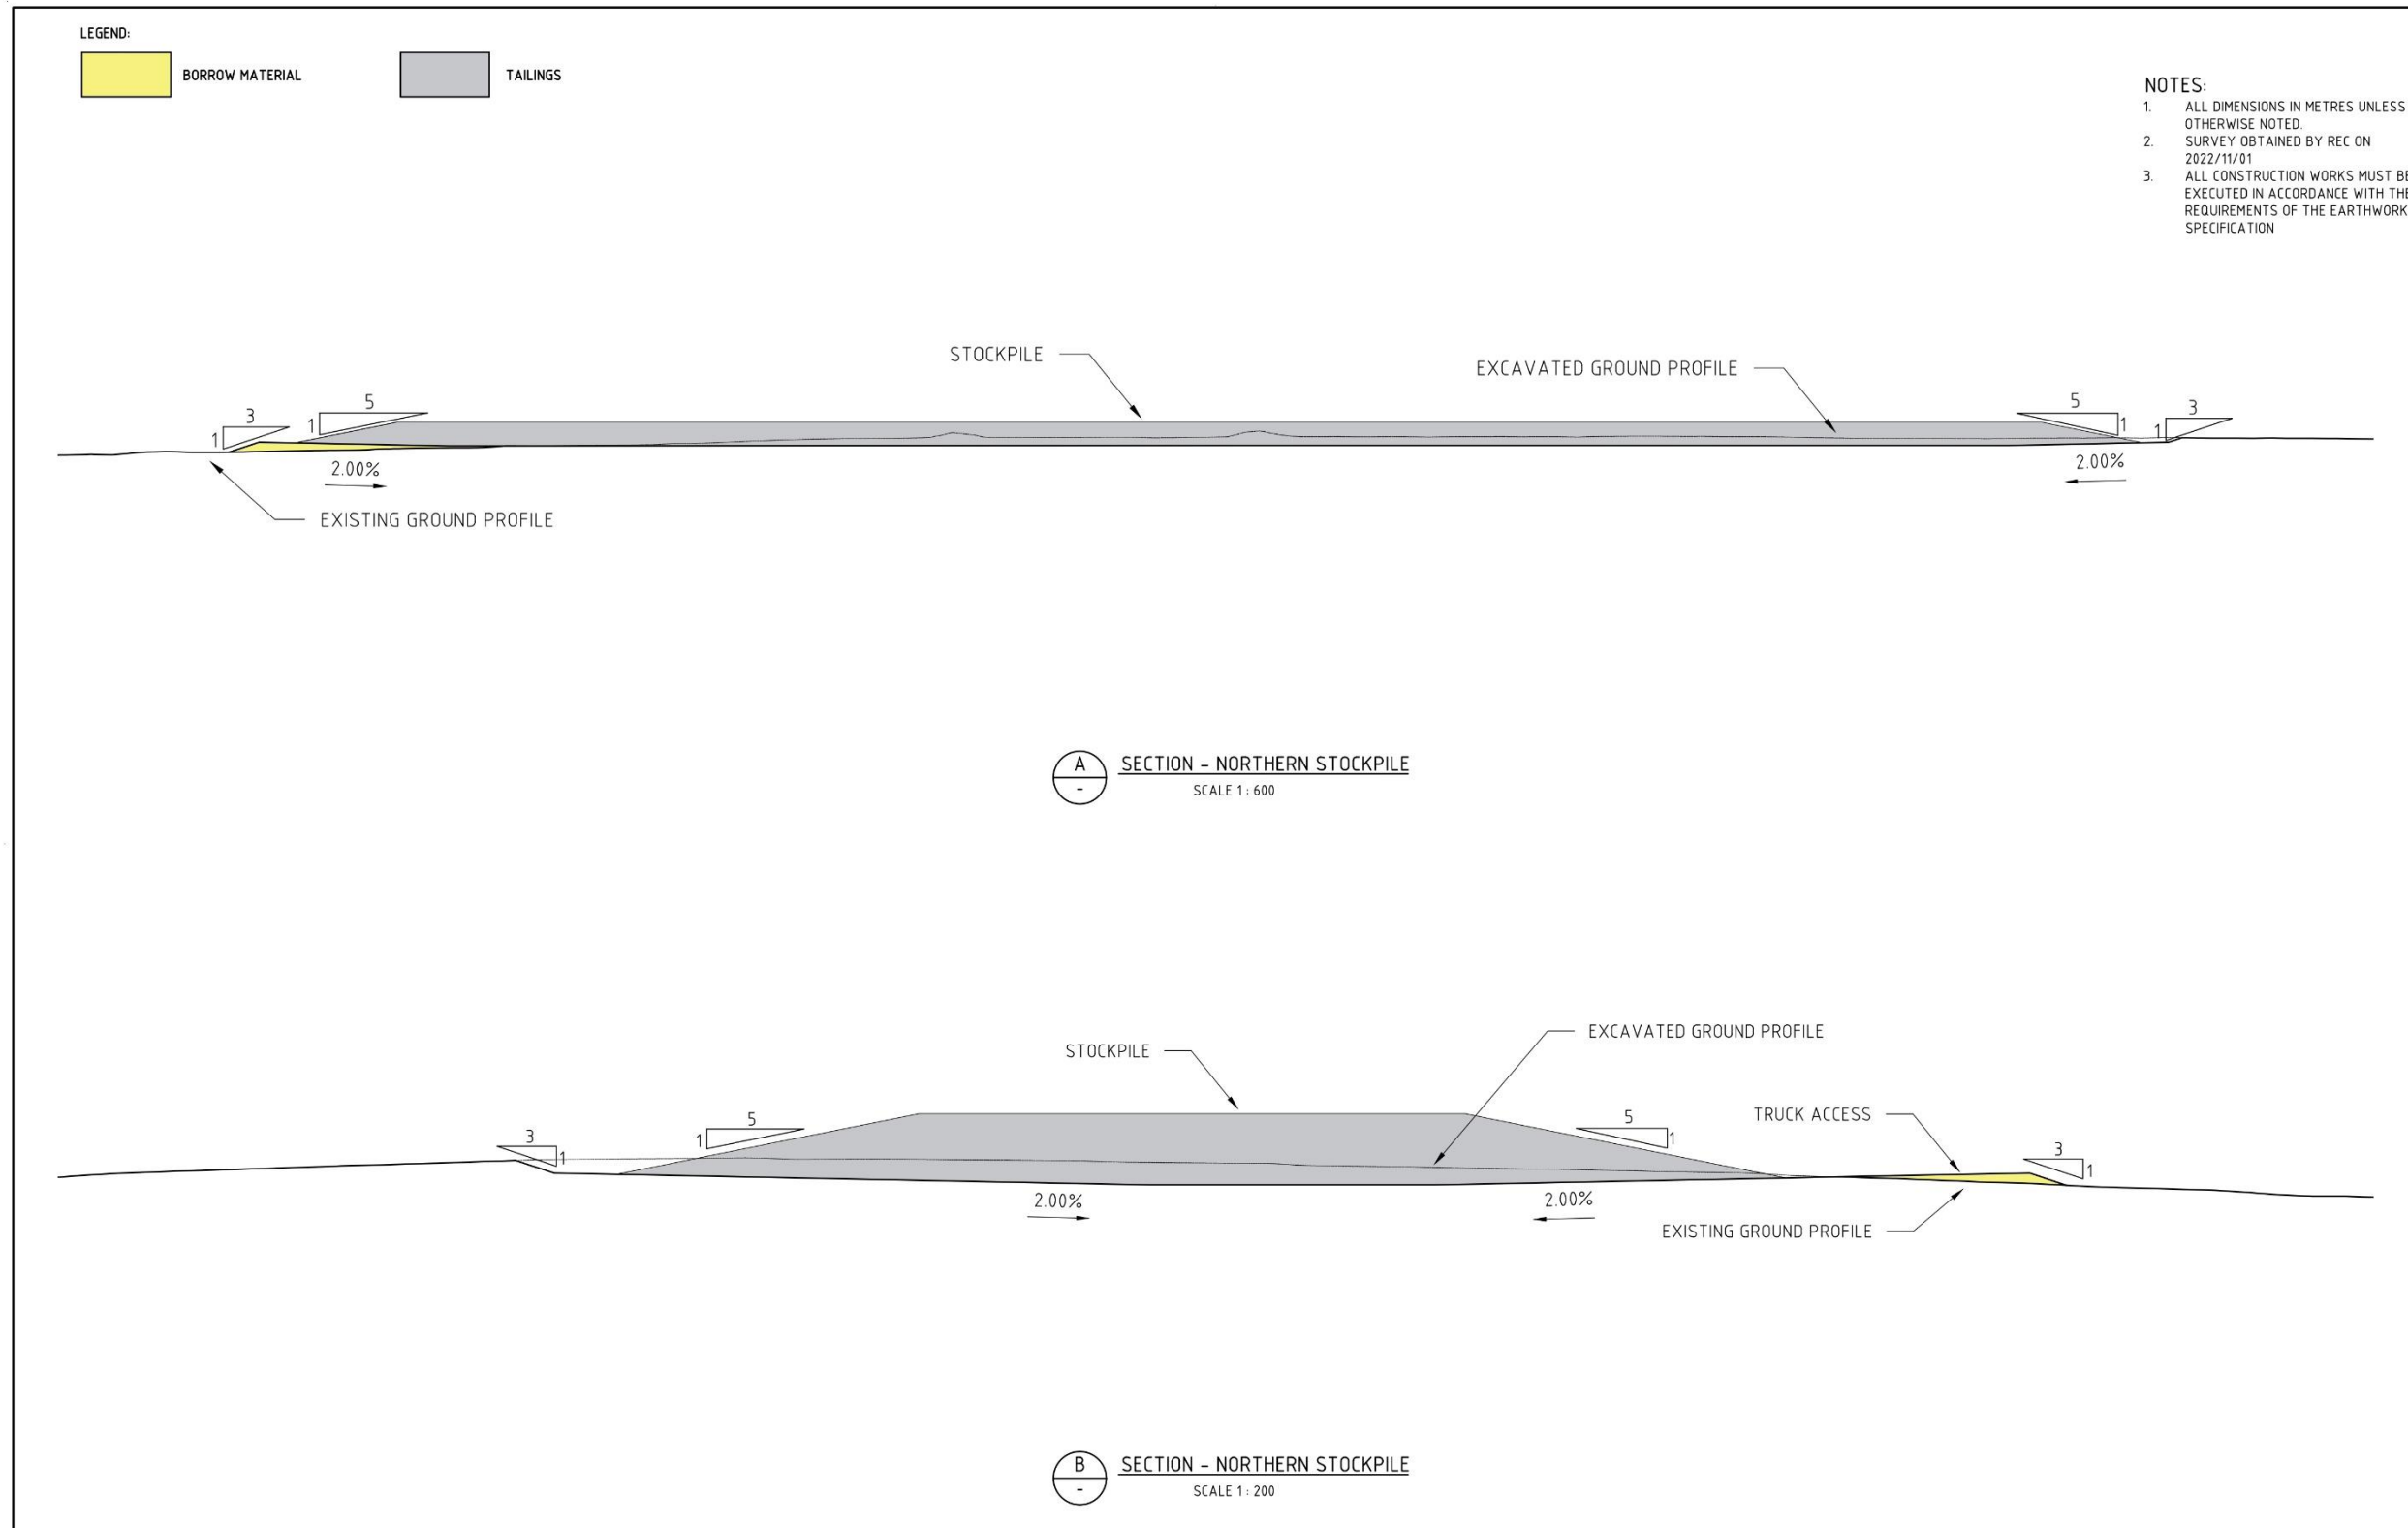 LEGEND:
BORROW MATERIAL
TAILINGS
NOTES:
1. ALL DIMENSIONS IN METRES UNLESS
OTHERWISE NOTED.
2. SURVEY OBTAINED BY REC ON
2022/11/01
3. ALL CONSTRUCTION WORKS MUST BE
EXECUTED IN ACCORDANCE WITH THE
REQUIREMENTS OF THE EARTHWORK
SPECIFICATION
STOCKPILE
EXCAVATED GROUND PROFILE
3
1
5
1
5
1
3
1
2.00%
2.00%
EXISTING GROUND PROFILE
A
-
SECTION - NORTHERN STOCKPILE
SCALE 1 : 600
EXCAVATED GROUND PROFILE
STOCKPILE
TRUCK ACCESS
3
1
5
1
5
1
3
1
2.00%
2.00%
EXISTING GROUND PROFILE
B
-
SECTION - NORTHERN STOCKPILE
SCALE 1 : 200